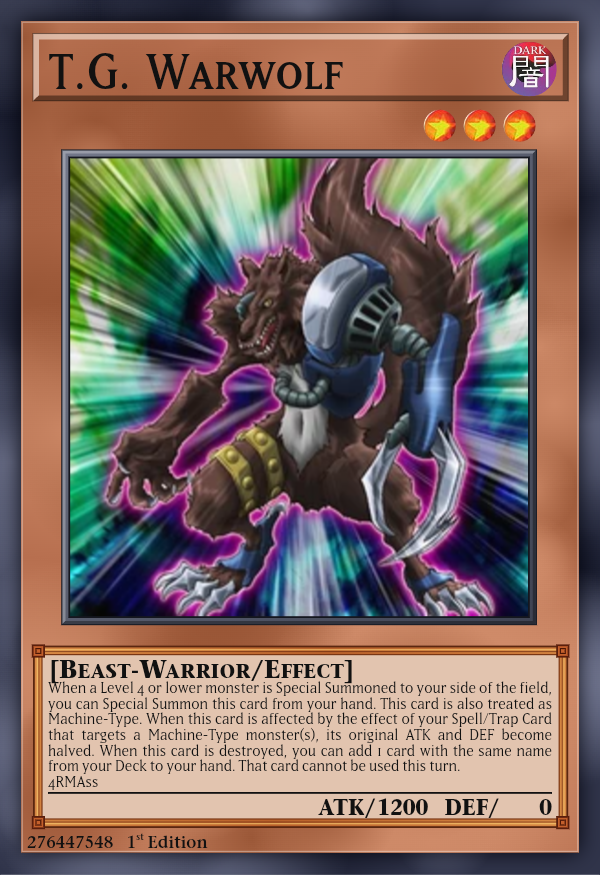 T.G. Warwolf
DARK
闇
[Beast-Warrior/Effect]
When a Level 4 or lower monster is Special Summoned to your side of the field,
you can Special Summon this card from your hand. This card is also treated as
Machine-Type. When this card is affected by the effect of your Spell/Trap Card
that targets a Machine-Type monster(s), its original ATK and DEF become
halved. When this card is destroyed, you can add 1 card with the same name
from your Deck to your hand. That card cannot be used this turn.
4RMAss
ATK/1200 DEF/ 0
276447548 1st Edition